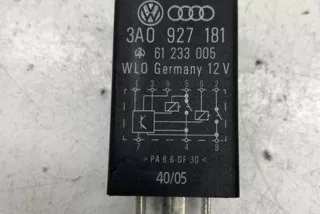 3A0 927 181
61 233 005
WLO Germany 12 V
> PA 6.6 GF 30 <
40/05